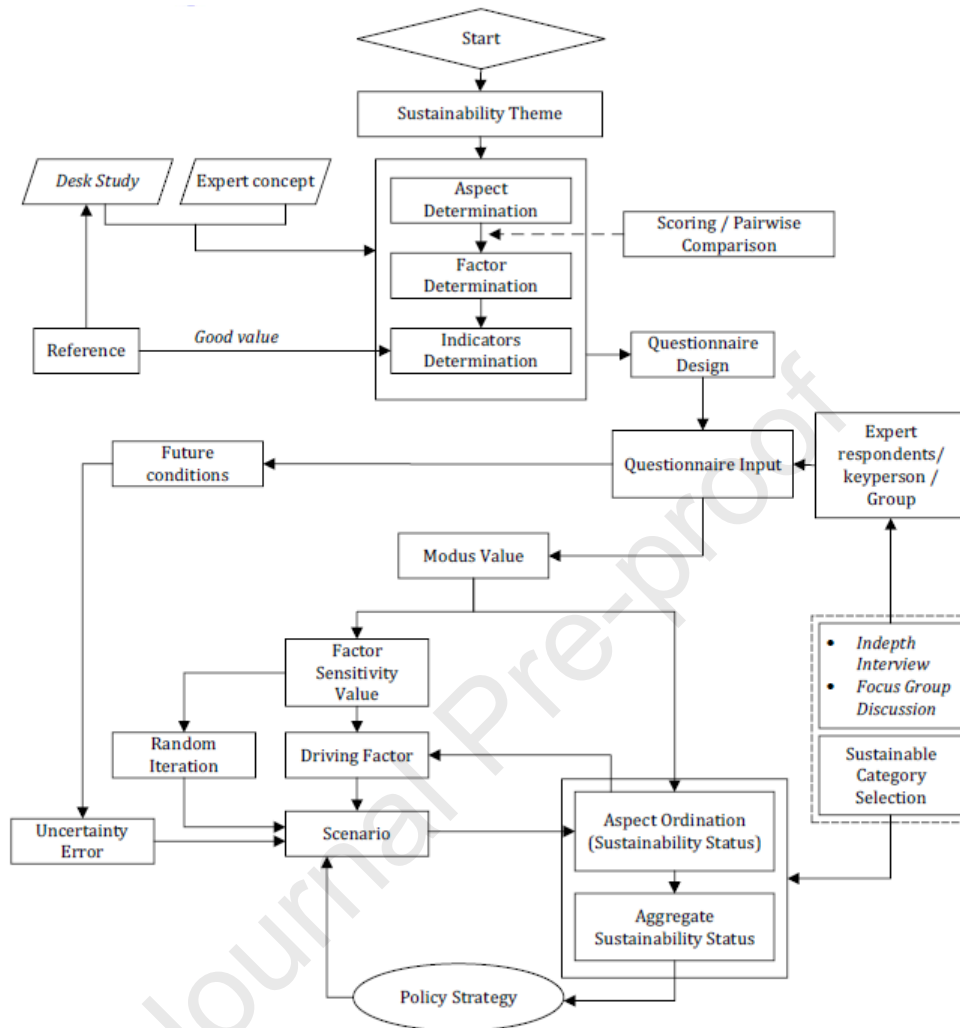 Start
Sustainability Theme
Desk Study
Expert concept
Aspect
Determination
Scoring / Pairwise
Comparison
Factor
Determination
Reference
Good value
Indicators
Determination
Questionnaire
Design
Future
conditions
Questionnaire Input
Expert
respondents/
keyperson /
Group
Modus Value
• Indepth
Interview
• Focus Group
Discussion
Factor
Sensitivity
Value
Random
Iteration
Driving Factor
Sustainable
Category
Selection
Uncertainty
Error
Scenario
Aspect Ordination
(Sustainability Status)
Aggregate
Sustainability Status
Policy Strategy
Journal Pre-proof